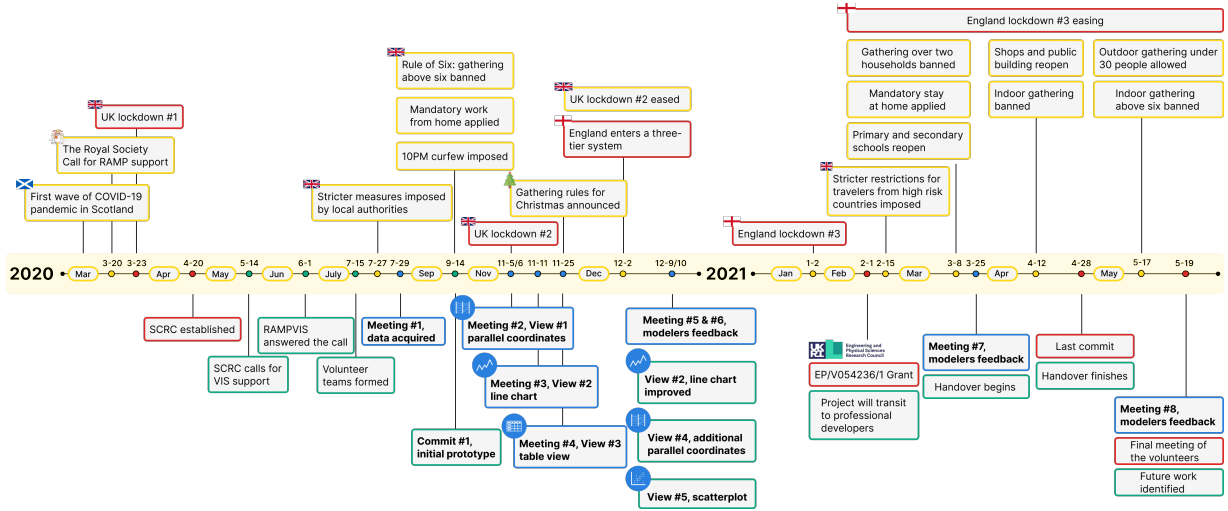 England lockdown #3 easing
Rule of Six: gathering
above six banned
Gathering over two
households banned
Shops and public
building reopen
Outdoor gathering under
30 people allowed
UK lockdown #1
Mandatory work
from home applied
UK lockdown #2 eased
Mandatory stay
at home applied
Indoor gathering
banned
Indoor gathering
above six banned
The Royal Society
Call for RAMP support
10PM curfew imposed
England enters a three-
tier system
Primary and secondary
schools reopen
First wave of COVID-19
pandemic in Scotland
Stricter measures imposed
by local authorities
Gathering rules for
Christmas announced
Stricter restrictions for
travelers from high risk
countries imposed
UK lockdown #2
England lockdown #3
3-20 3-23 4-20 5-14 6-1 7-15 7-27 7-29 9-14 11-5/6 11-11 11-25 12-2 12-9/10 1-2 2-1 2-15 3-8 3-25 4-12 4-28 5-17 5-19
2020 Mar Apr May Jun July Sep Nov Dec 2021 Jan Feb Mar Apr May
SCRC established
RAMPVIS
answered the call
Meeting #1,
data acquired
Meeting #2, View #1
parallel coordinates
Meeting #5 & #6,
modelers feedback
UKRI
Engineering and
Physical Sciences
Research Council
Meeting #7,
modelers feedback
Last commit
SCRC calls for
VIS support
Volunteer
teams formed
Meeting #3, View #2
line chart
View #2, line chart
improved
EP/V054236/1 Grant
Handover begins
Handover finishes
Project will transit
to professional
developers
Commit #1,
initial prototype
Meeting #4, View #3
table view
View #4, additional
parallel coordinates
Meeting #8,
modelers feedback
Final meeting of
the volunteers
View #5, scatterplot
Future work
identified